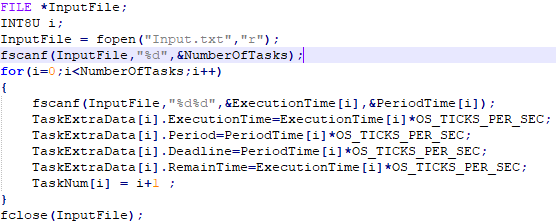 FILE *InputFile;
INT8U i;
InputFile = fopen("Input.txt","r");
fscanf(InputFile,"%d",&NumberOfTasks);
for(i=0;i<NumberOfTasks;i++)
{
    fscanf(InputFile,"%d%d",&ExecutionTime[i],&PeriodTime[i]);
    TaskExtraData[i].ExecutionTime=ExecutionTime[i]*OS_TICKS_PER_SEC;
    TaskExtraData[i].Period=PeriodTime[i]*OS_TICKS_PER_SEC;
    TaskExtraData[i].Deadline=PeriodTime[i]*OS_TICKS_PER_SEC;
    TaskExtraData[i].RemainTime=ExecutionTime[i]*OS_TICKS_PER_SEC;
    TaskNum[i] = i+1 ;
}
fclose(InputFile);